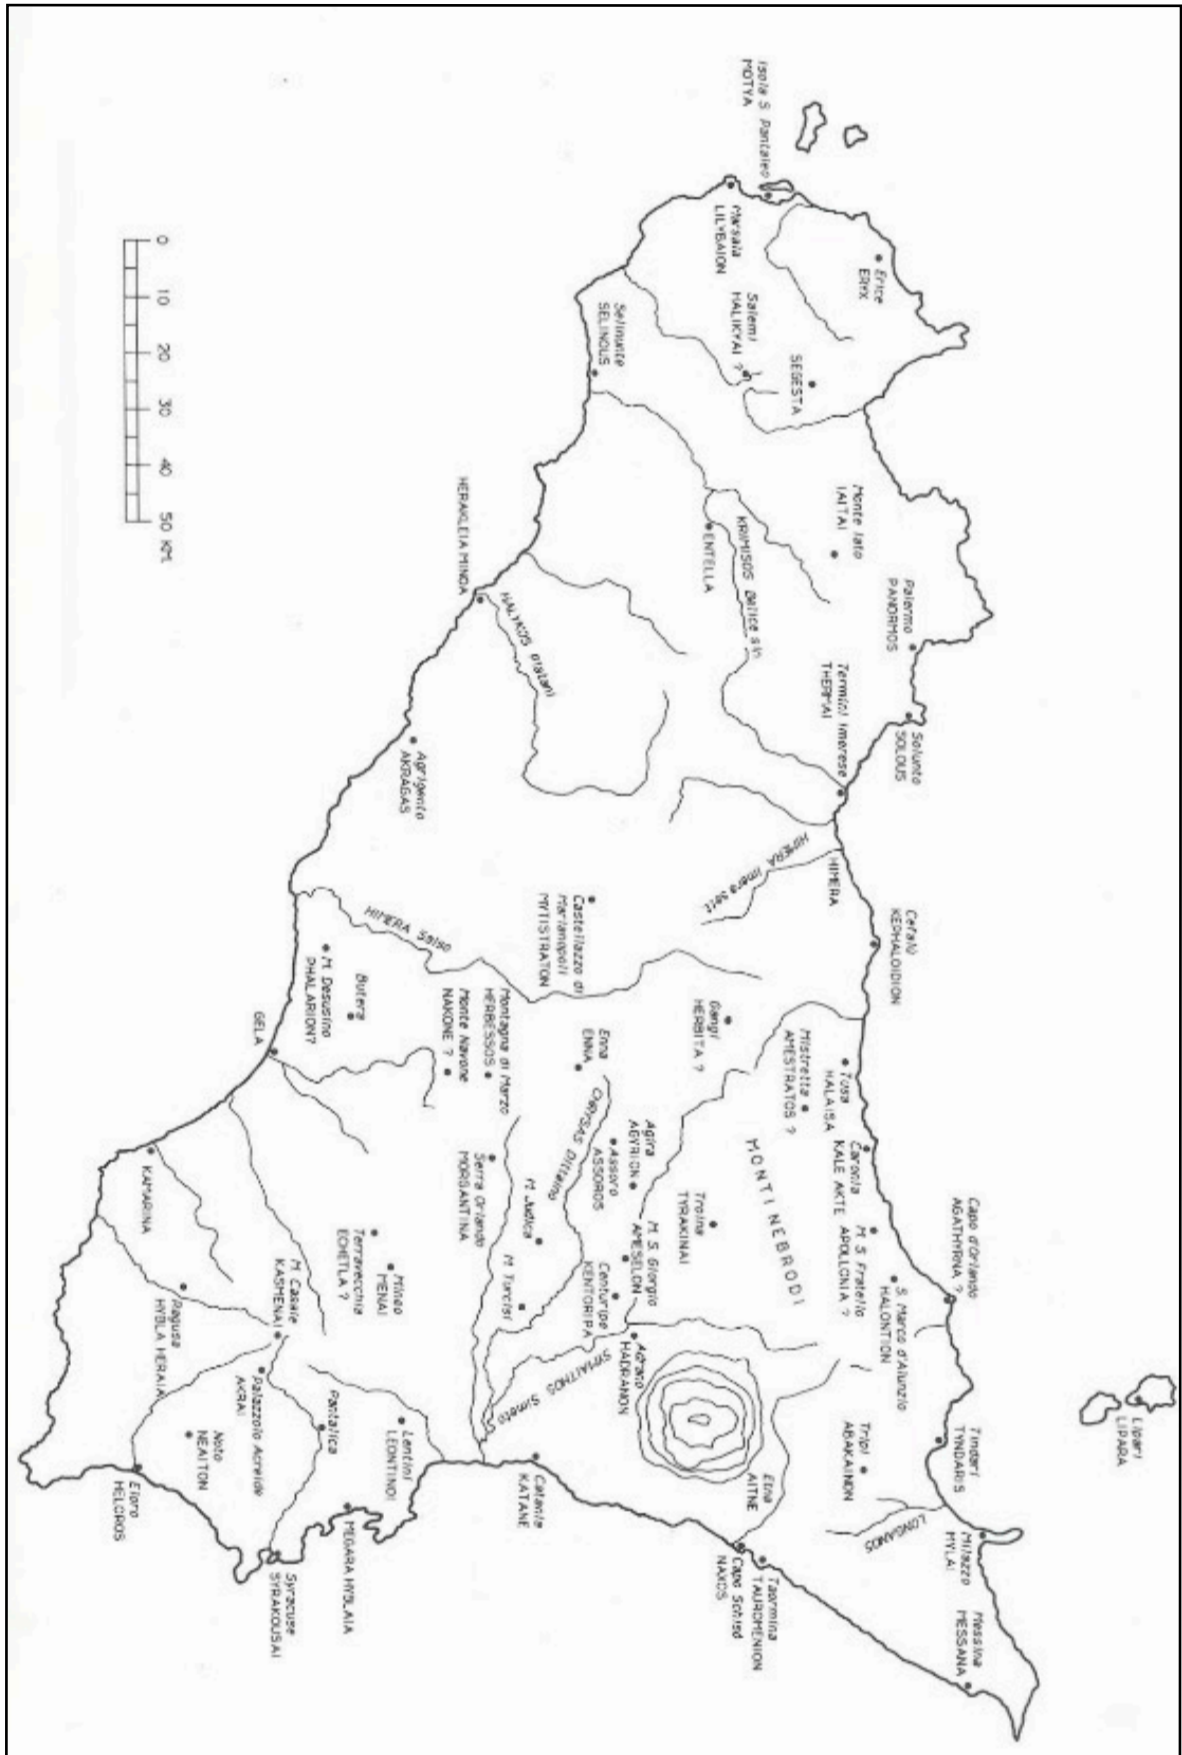 Isola S. Pantaleo
MOTYA
Marsala
LILYBAION
Erice
ERYX
Salemi
HALIKYAI ?
SEGESTA
Selinunte
SELINOUS
Monte Iato
IAITAI
ENTELLA
KRIMISOS Belice sin
Palermo
PANORMOS
Solunto
SOLOUS
Termini Imerese
THERMAI
HERAKLEIA MINOA
HALYKOS Platani
Agrigento
AKRAGAS
HIMERA
HIMERA Imera Sett.
Cefalù
KEPHALOIDION
Castellazzo di
Marianopoli
MYTISTRATON
HIMERA Salso
M. Desusino
PHALARION?
Butera
GELA
Monte Navone
NAKONE ?
Montagna di Marzo
HERBESSOS
Enna
ENNA
Gangi
HERBITA ?
Mistretta
AMESTRATOS ?
Tusa
HALAISA
Caronia
KALE AKTE
M. S. Fratello
APOLLONIA ?
S. Marco d'Alunzio
HALONTION
Capo d'Orlando
AGATHYRNA ?
MONTI NEBRODI
Troina
TYRAKINAI
Agira
AGYRION
Assoro
ASSOROS
CHRYSAS Dittaino
M. S. Giorgio
AMESELON
Centuripe
KENTORIPA
Adrano
HADRANON
SYMAITHOS Simeto
M. Judica
M. Turcisi
Serra Orlando
MORGANTINA
Mineo
MENAI
Terravecchia
ECHETLA ?
M. Casale
KASMENAI
KAMARINA
Ragusa
HYBLA HERAIA
Palazzolo Acreide
AKRAI
Pantalica
Noto
NEAITON
Eloro
HELOROS
Lentini
LEONTINOI
MEGARA HYBLAIA
Syracuse
SYRAKOUSAI
Catania
KATANE
Etna
AITNE
Capo Schisò
NAXOS
Taormina
TAUROMENION
Tripi
ABAKAINON
Tindari
TYNDARIS
LONGANOS
Milazzo
MYLAI
Messina
MESSANA
Lipari
LIPARA
0 10 20 30 40 50 KM.